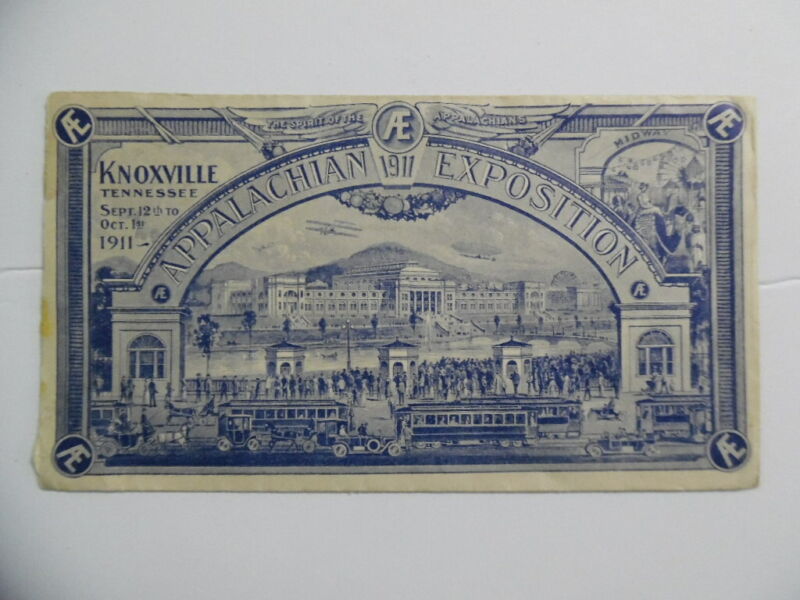 Æ
THE SPIRIT OF THE Æ APPALACHIANS
Æ
KNOXVILLE
TENNESSEE
SEPT. 12th TO
OCT. 1st
1911
APPALACHIAN 1911 EXPOSITION
MIDWAY
Æ
Æ
Æ
Æ